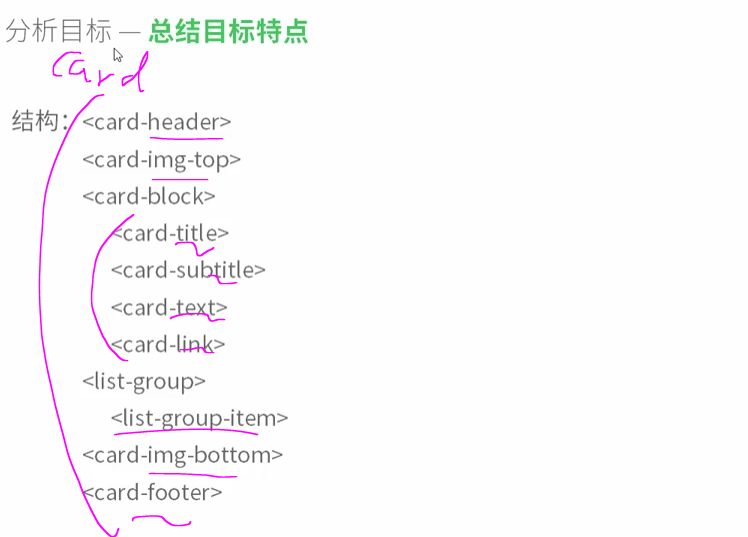 分析目标 — 总结目标特点
card
结构：<card-header>
<card-img-top>
<card-block>
<card-title>
<card-subtitle>
<card-text>
<card-link>
<list-group>
<list-group-item>
<card-img-bottom>
<card-footer>